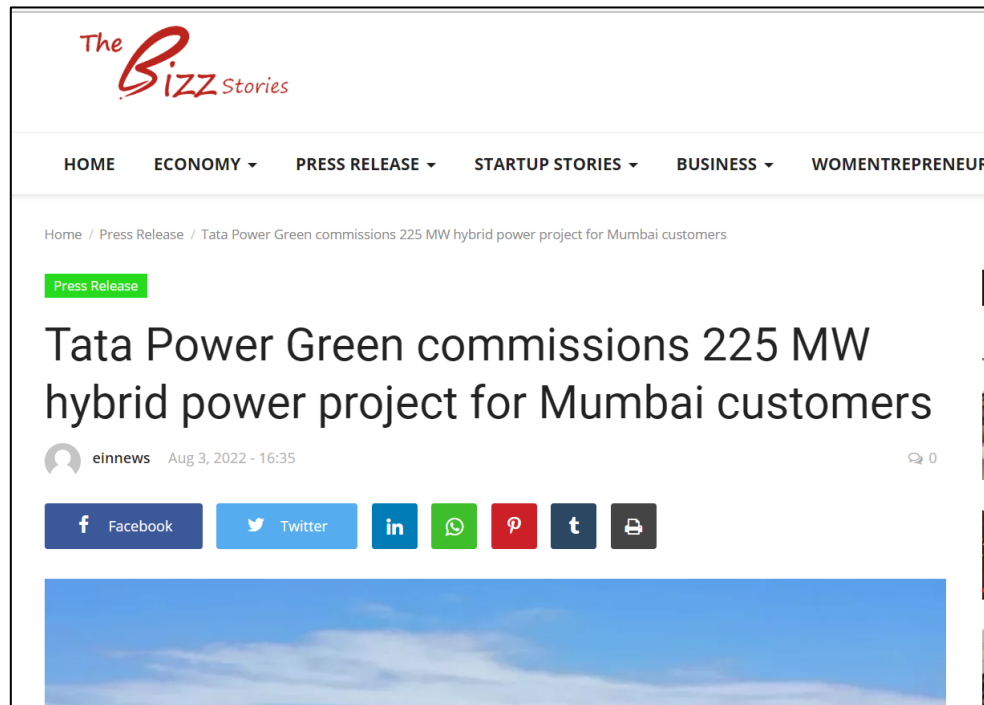 The Bizz Stories
HOME ECONOMY PRESS RELEASE STARTUP STORIES BUSINESS WOMENTREPRENEUR
Home / Press Release / Tata Power Green commissions 225 MW hybrid power project for Mumbai customers
Press Release
Tata Power Green commissions 225 MW
hybrid power project for Mumbai customers
einnews Aug 3, 2022 - 16:35 0
Facebook Twitter